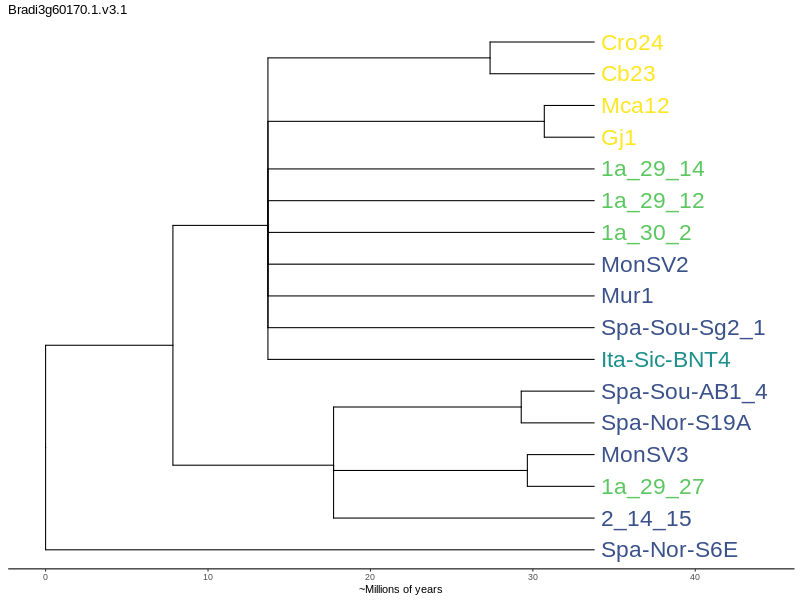 Bradi3g60170.1.v3.1
Cro24
Cb23
Mca12
Gj1
1a_29_14
1a_29_12
1a_30_2
MonSV2
Mur1
Spa-Sou-Sg2_1
Ita-Sic-BNT4
Spa-Sou-AB1_4
Spa-Nor-S19A
MonSV3
1a_29_27
2_14_15
Spa-Nor-S6E
0 10 20 30 40
~Millions of years